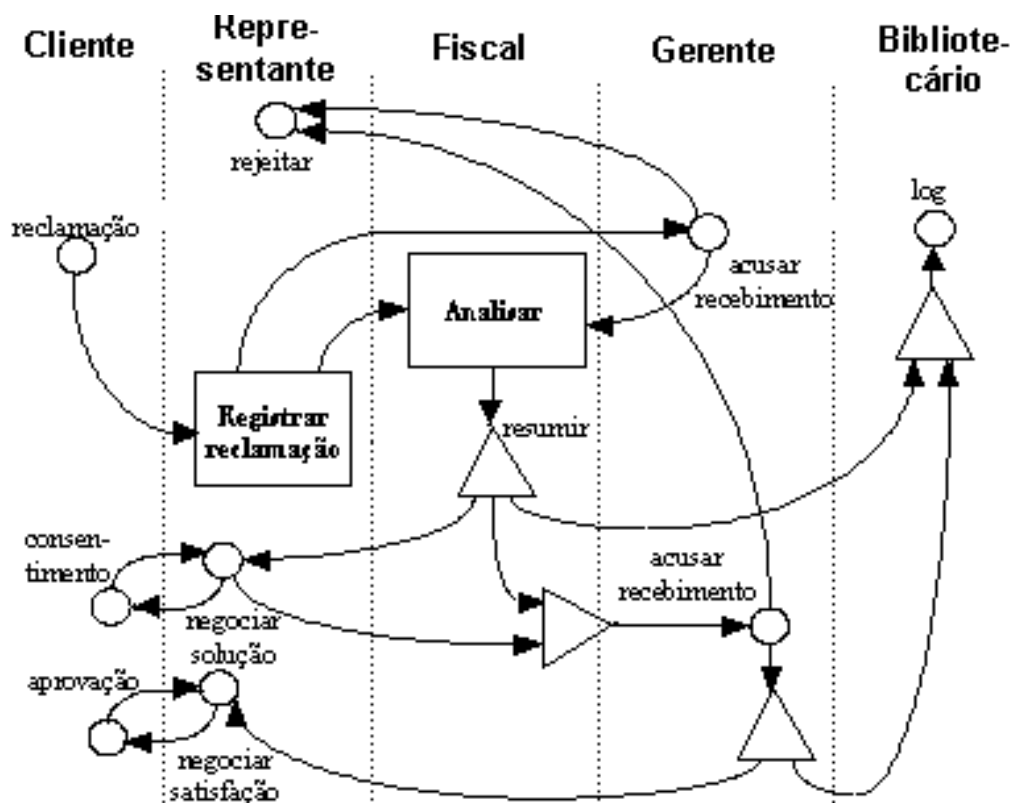 Cliente
Repre-
sentante
Fiscal
Gerente
Bibliote-
cário
rejeitar
log
reclamação
acusar
recebimento
Analisar
Registrar
reclamação
resumir
consen-
timento
acusar
recebimento
negociar
solução
aprovação
negociar
satisfação